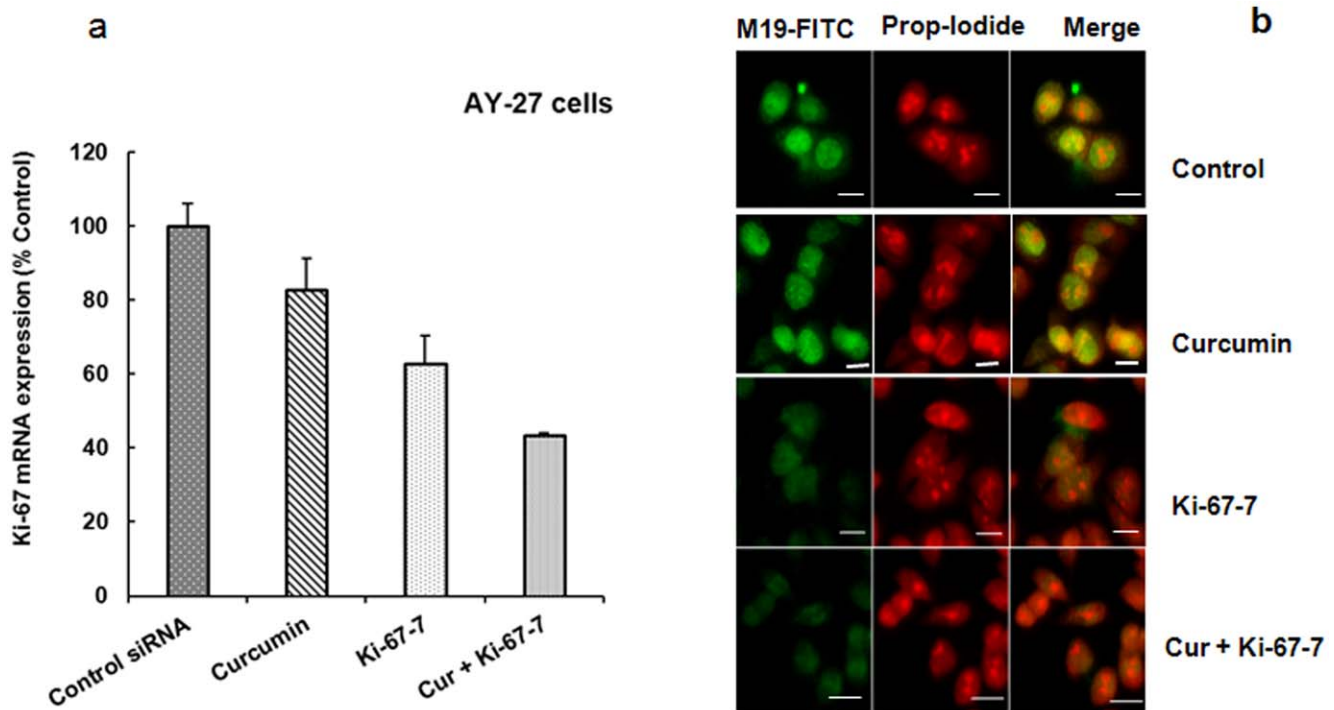 a
AY-27 cells
Ki-67 mRNA expression (% Control)
120
100
80
60
40
20
0
Control siRNA
Curcumin
Ki-67-7
Cur + Ki-67-7
b
M19-FITC Prop-Iodide Merge
Control
Curcumin
Ki-67-7
Cur + Ki-67-7